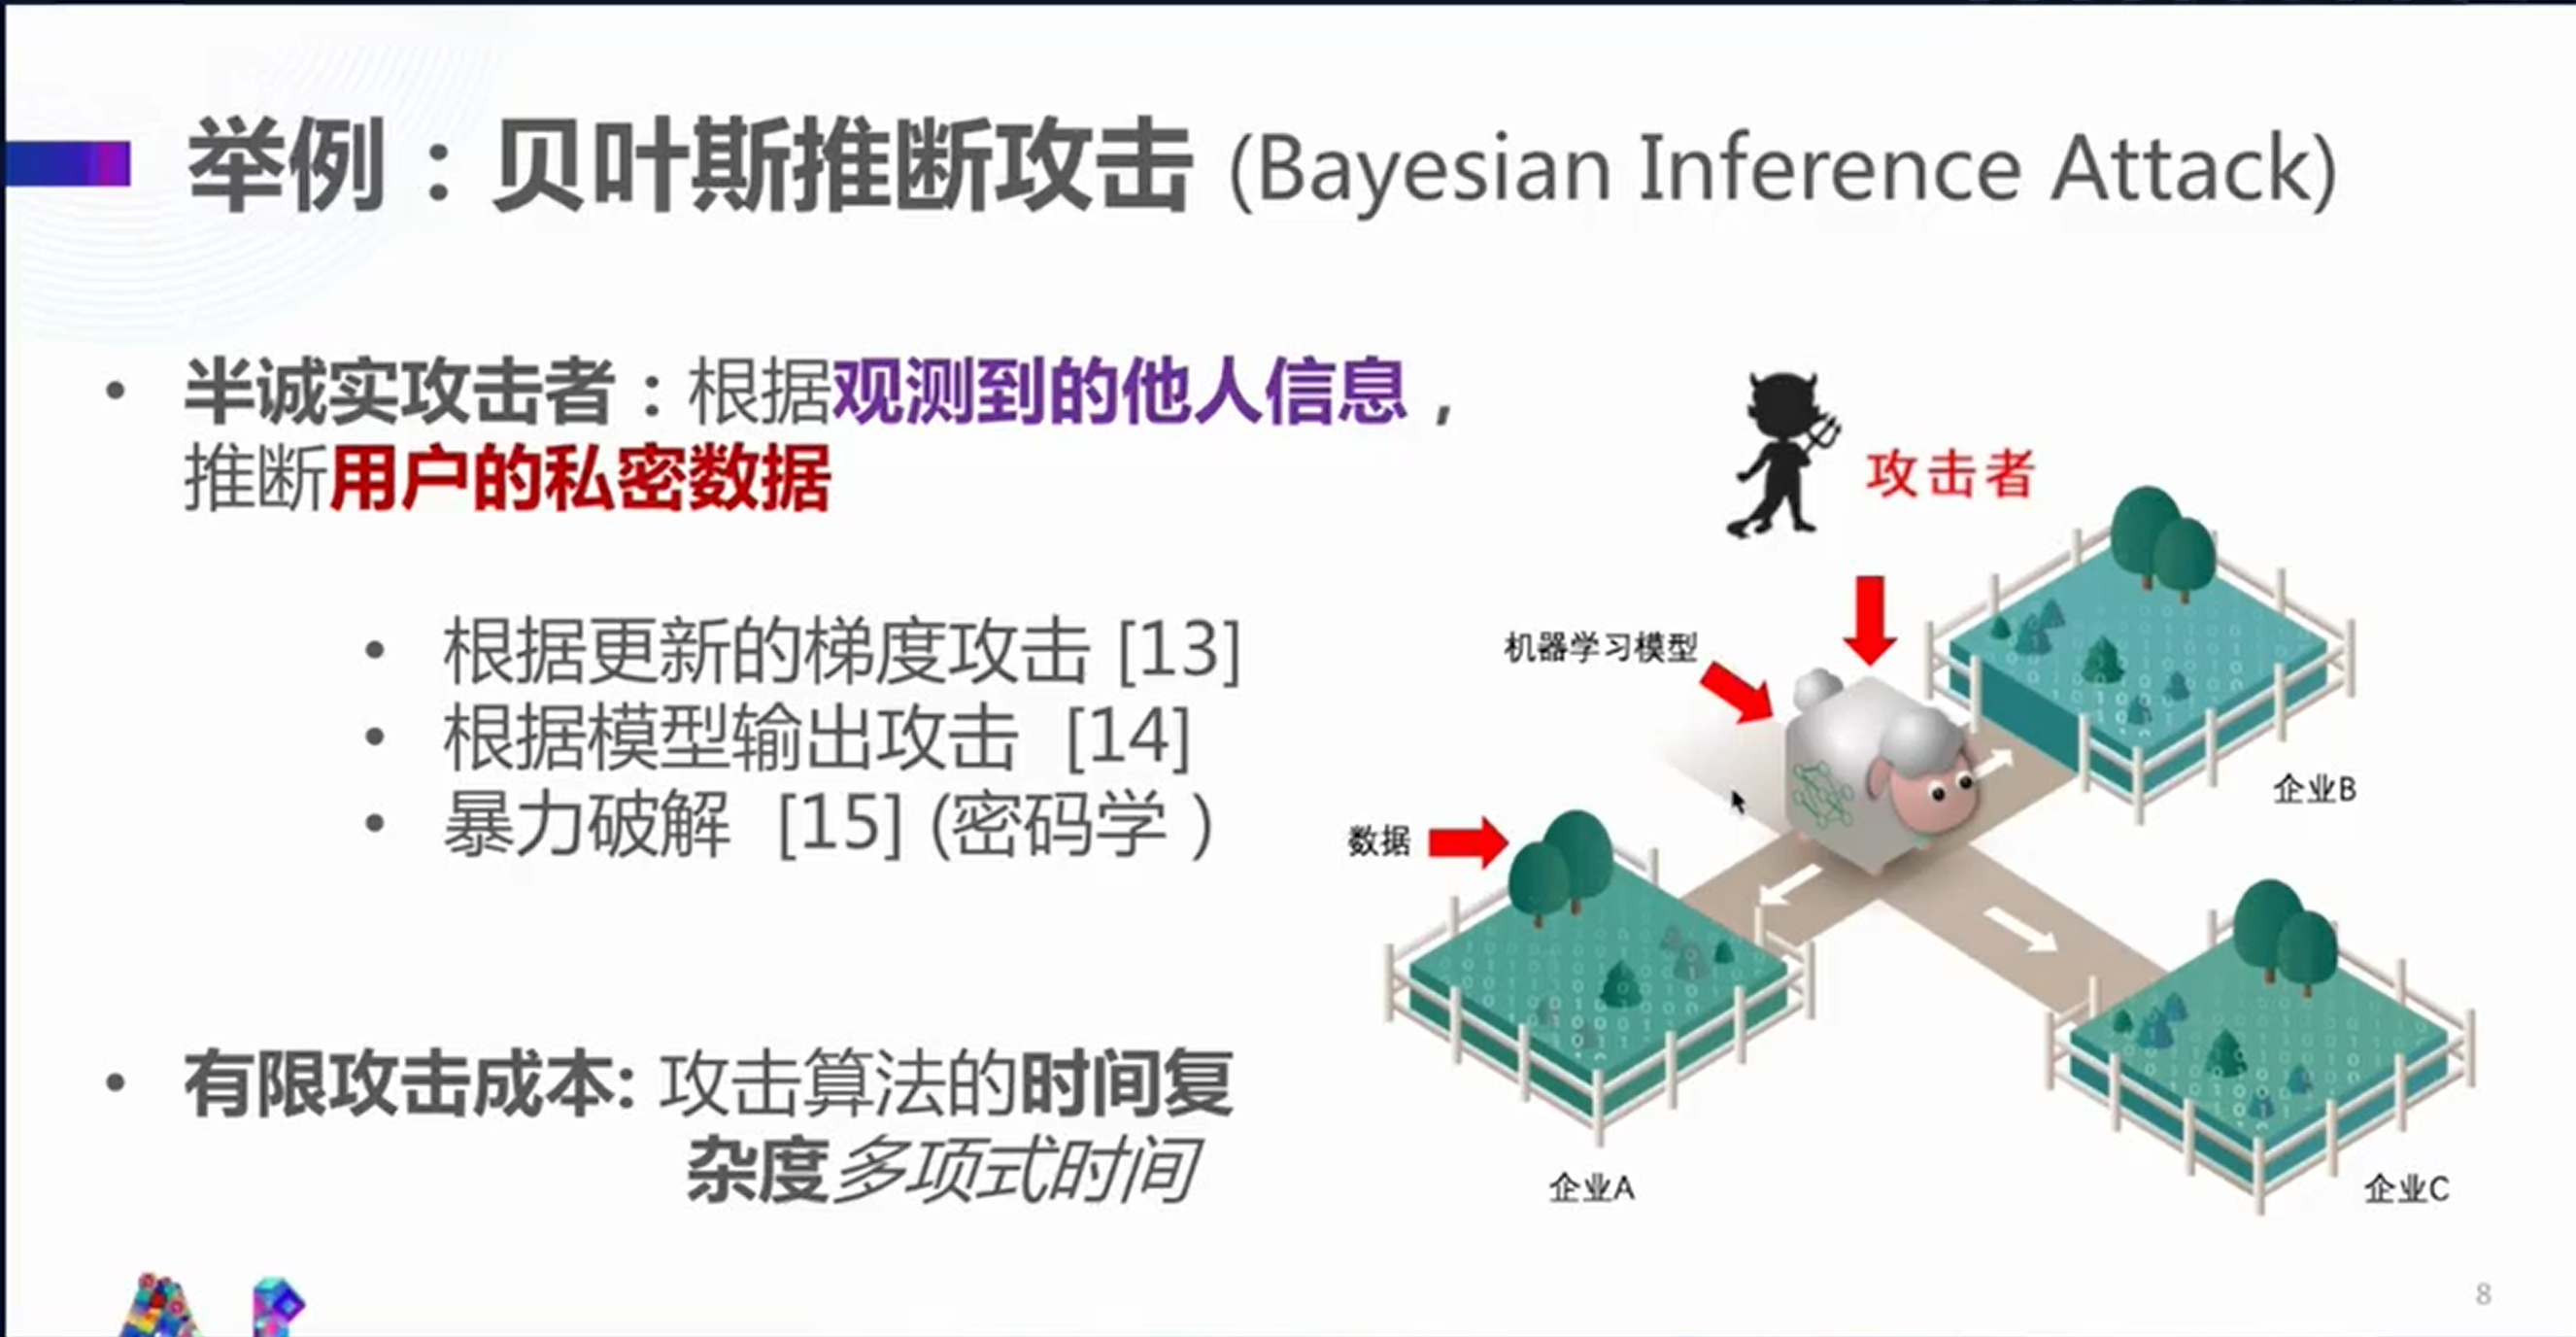 举例：贝叶斯推断攻击 (Bayesian Inference Attack)
• 半诚实攻击者：根据观测到的他人信息，
推断用户的私密数据
• 根据更新的梯度攻击 [13]
• 根据模型输出攻击 [14]
• 暴力破解 [15] (密码学 )
• 有限攻击成本: 攻击算法的时间复
杂度多项式时间
攻击者
机器学习模型
企业B
数据
企业A
企业C
8